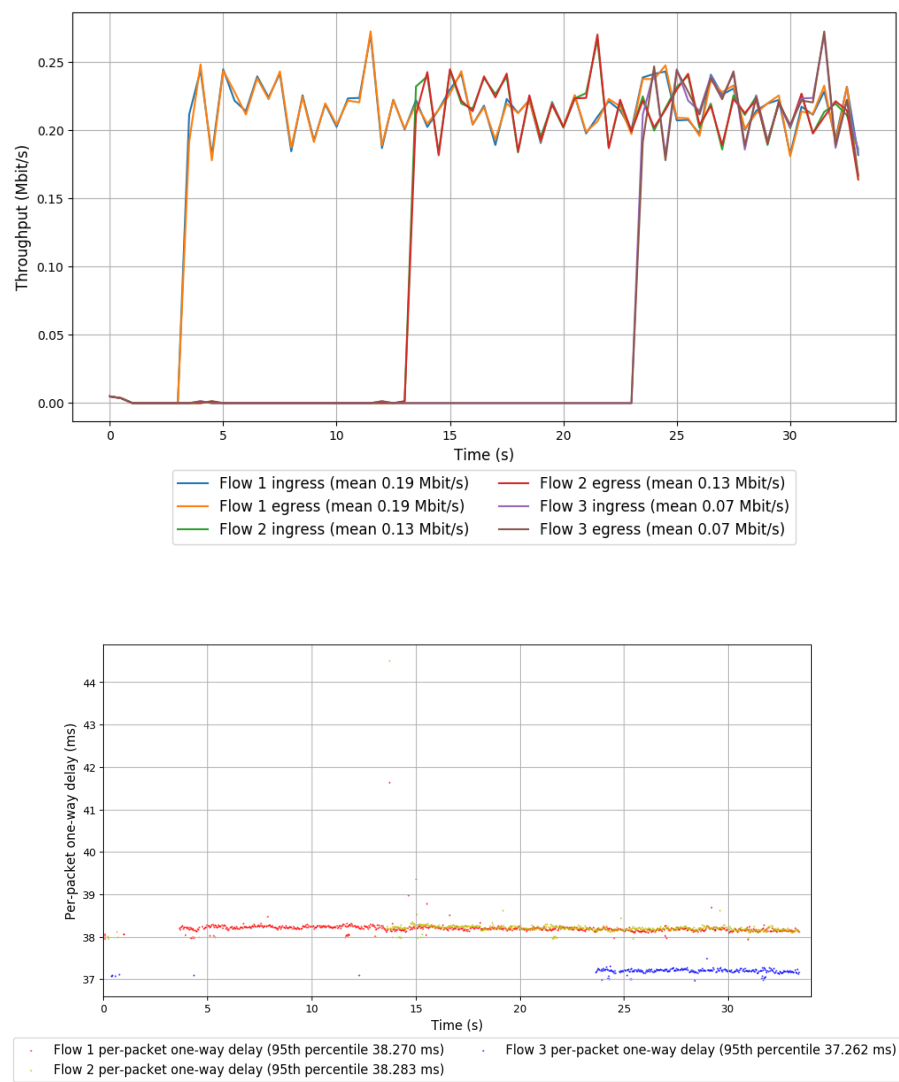 0.25
0.20
0.15
0.10
0.05
0.00
Throughput (Mbit/s)
0 5 10 15 20 25 30
Time (s)
Flow 1 ingress (mean 0.19 Mbit/s) Flow 2 egress (mean 0.13 Mbit/s)
Flow 1 egress (mean 0.19 Mbit/s) Flow 3 ingress (mean 0.07 Mbit/s)
Flow 2 ingress (mean 0.13 Mbit/s) Flow 3 egress (mean 0.07 Mbit/s)
44
43
42
41
40
39
38
37
Per-packet one-way delay (ms)
0 5 10 15 20 25 30
Time (s)
Flow 1 per-packet one-way delay (95th percentile 38.270 ms) Flow 3 per-packet one-way delay (95th percentile 37.262 ms)
Flow 2 per-packet one-way delay (95th percentile 38.283 ms)